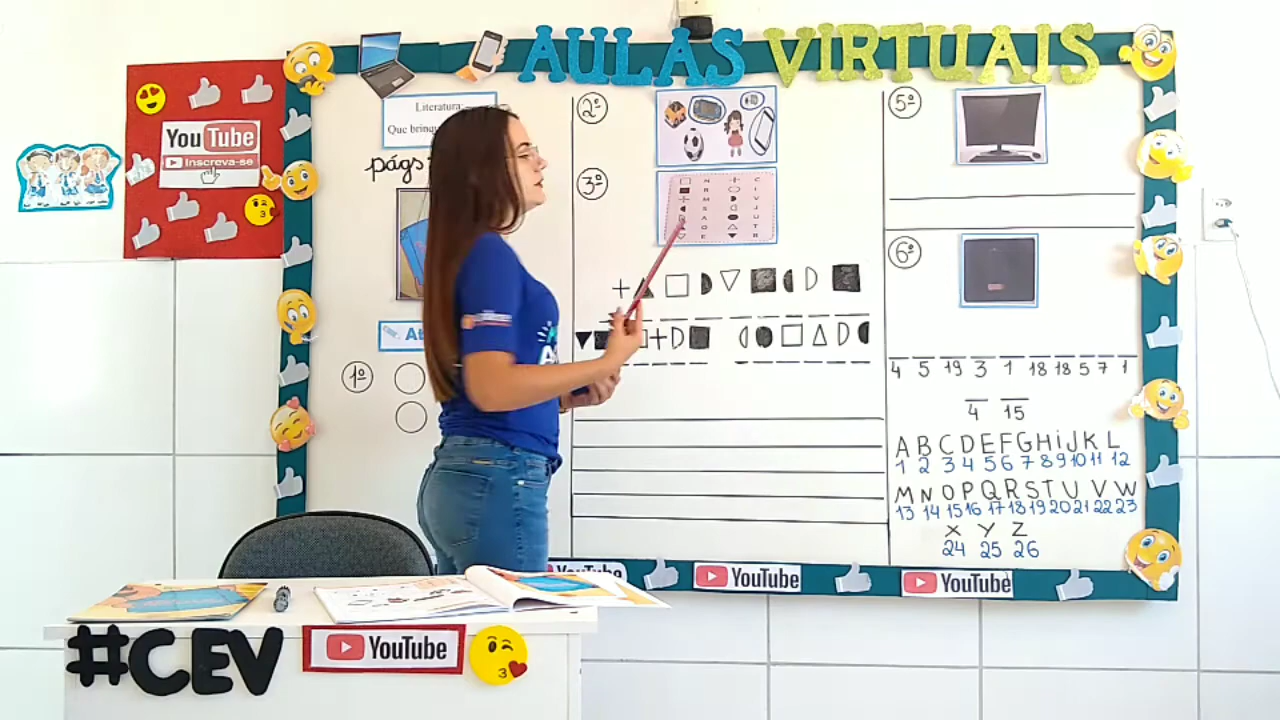 AULAS VIRTUAIS
YouTube
Inscreva-se
Literatura:
Que
págs
1º
2º
3º
5º
6º
4 5 19 3 1 18 18 5 7 1
4 15
A B C D E F G H i J K L
1 2 3 4 5 6 7 8 9 10 11 12
M N O P Q R S T U V W
13 14 15 16 17 18 19 20 21 22 23
X Y Z
24 25 26
YouTube
YouTube
YouTube
#CEV
YouTube